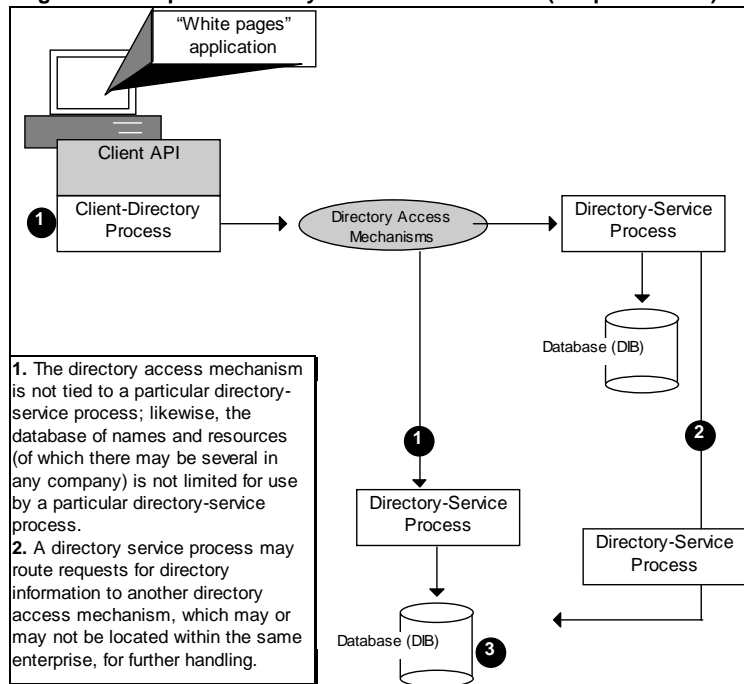 “White pages”
application
Client API
Client-Directory
Process
1
Directory Access
Mechanisms
Directory-Service
Process
Database (DIB)
1. The directory access mechanism
is not tied to a particular directory-
service process; likewise, the
database of names and resources
(of which there may be several in
any company) is not limited for use
by a particular directory-service
process.
2. A directory service process may
route requests for directory
information to another directory
access mechanism, which may or
may not be located within the same
enterprise, for further handling.
1
2
Directory-Service
Process
Directory-Service
Process
Database (DIB)
3